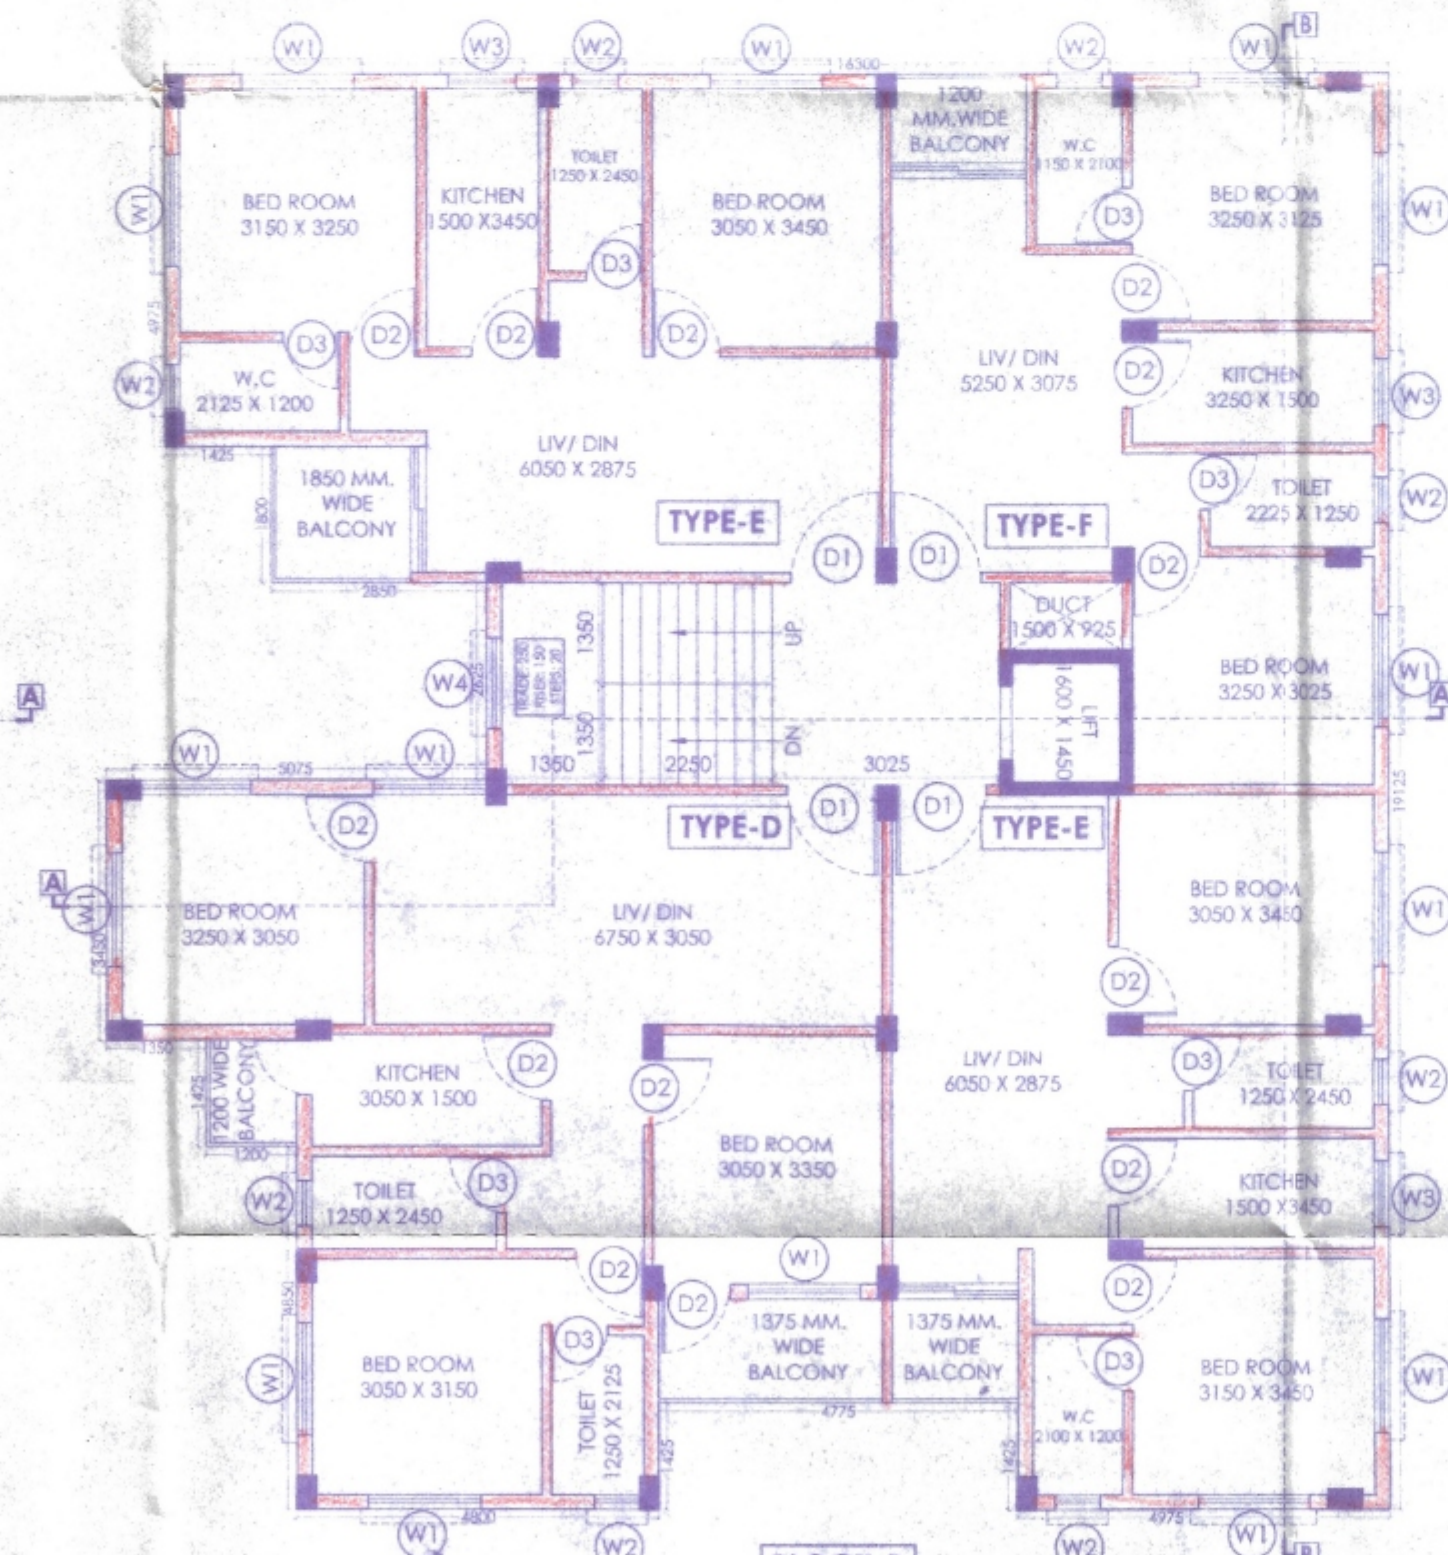 W1
W3
W2
W1
W2
W1
B
16300
1200
MM.WIDE
BALCONY
TOILET
1250 X 2450
W.C
1150 X 2100
BED ROOM
3150 X 3250
KITCHEN
1500 X3450
BED ROOM
3050 X 3450
BED ROOM
3250 X 3125
W1
W1
D3
D3
D2
4975
D3
D2
D2
D2
W2
W.C
2125 X 1200
LIV/ DIN
5250 X 3075
D2
KITCHEN
3250 X 1500
W3
1425
LIV/ DIN
6050 X 2875
1850 MM.
WIDE
BALCONY
1800
D3
TOILET
2225 X 1250
W2
TYPE-E
TYPE-F
D1
D1
D2
2850
DUCT
1500 X 925
1350
UP
TRADE: 250
RISER: 150
STEPS: 20
W4
2625
BED ROOM
3250 X 3025
W1
A
A
LIFT
1600 X 1450
1350
DN
W1
W1
5075
1350
2250
3025
19125
D2
TYPE-D
D1
D1
TYPE-E
A
W1
3450
BED ROOM
3250 X 3050
LIV/ DIN
6750 X 3050
BED ROOM
3050 X 3450
W1
D2
1350
1425
1200 WIDE
BALCONY
1200
KITCHEN
3050 X 1500
D2
D2
LIV/ DIN
6050 X 2875
D3
TOILET
1250 X 2450
W2
BED ROOM
3050 X 3350
D2
W2
TOILET
1250 X 2450
D3
KITCHEN
1500 X3450
W3
4850
D2
W1
D2
D2
W1
BED ROOM
3050 X 3150
D3
TOILET
1250 X 2125
1375 MM.
WIDE
BALCONY
1375 MM.
WIDE
BALCONY
D3
BED ROOM
3150 X 3450
W1
4775
W.C
2100 X 1200
1425
1425
4800
4975
W1
W2
W2
W1
B